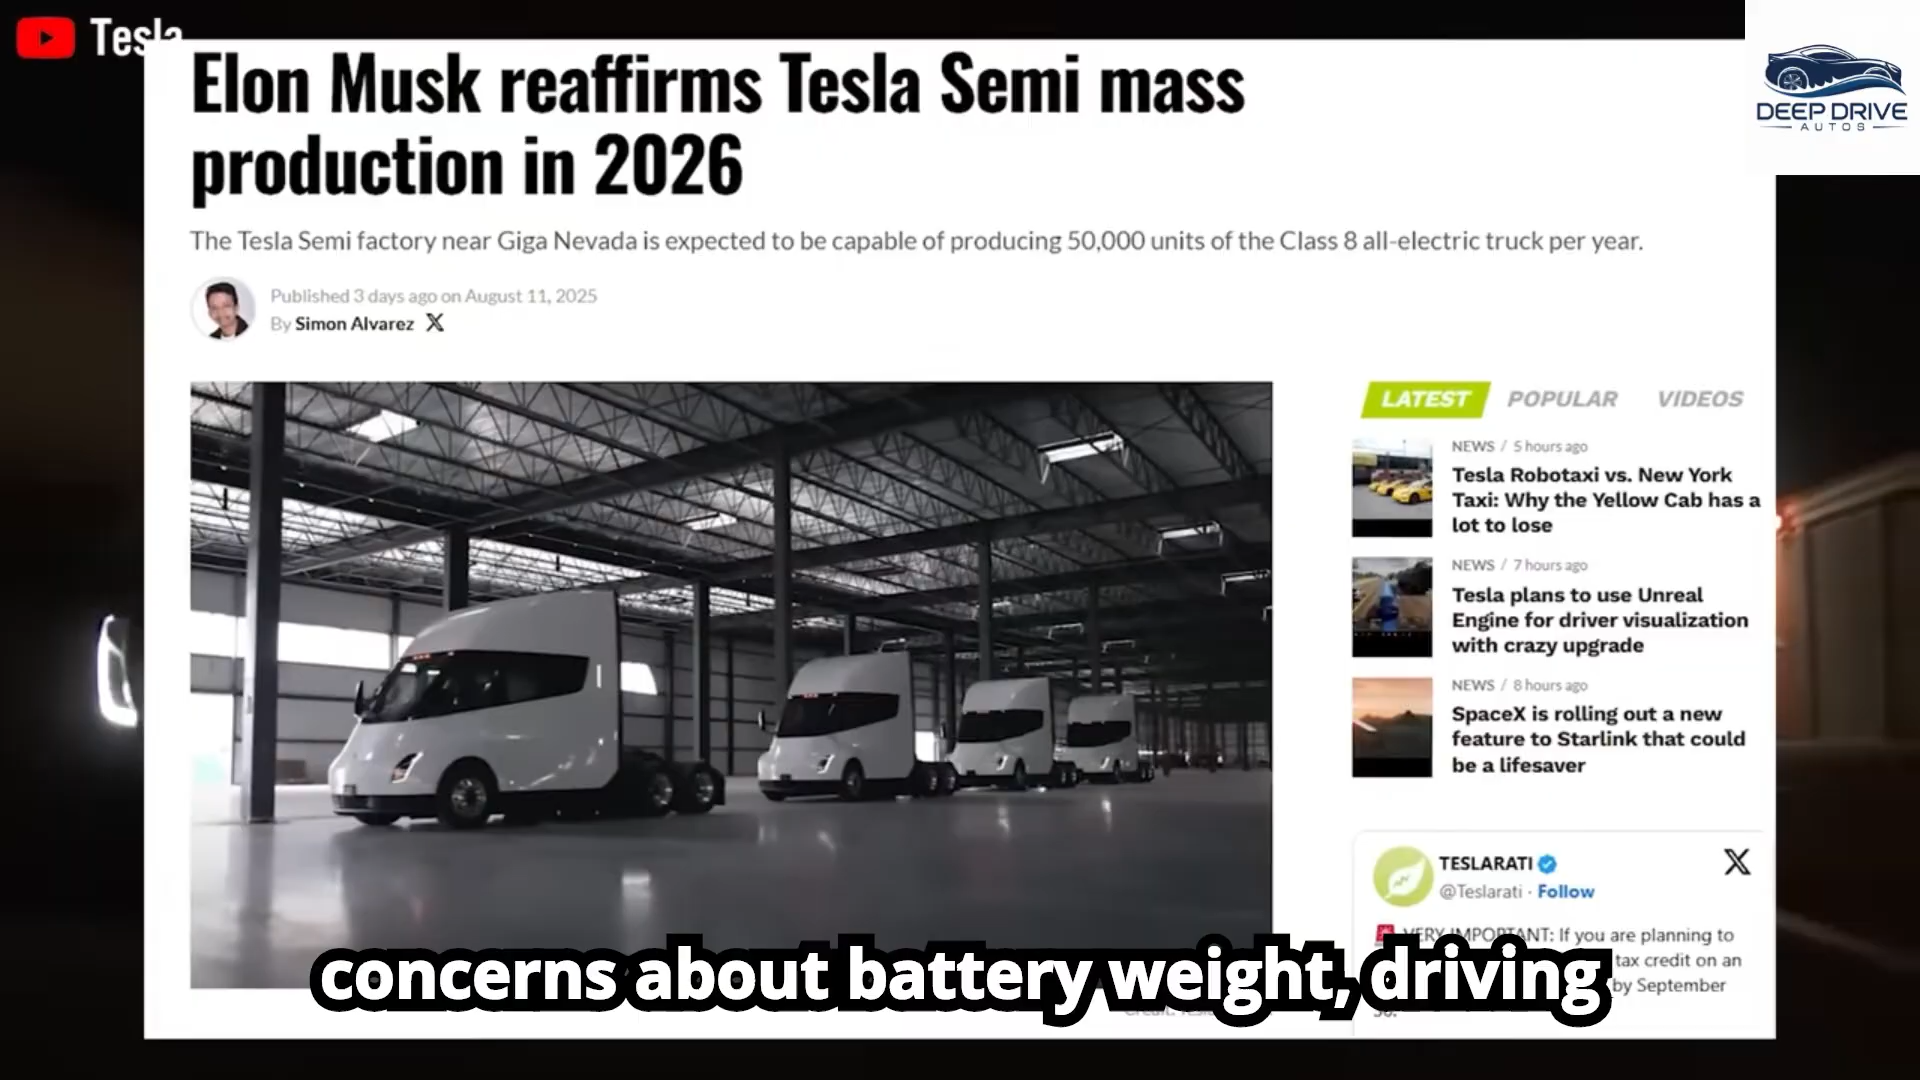 Tesla
DEEP DRIVE
AUTOS
Elon Musk reaffirms Tesla Semi mass
production in 2026
The Tesla Semi factory near Giga Nevada is expected to be capable of producing 50,000 units of the Class 8 all-electric truck per year.
Published 3 days ago on August 11, 2025
By Simon Alvarez
LATEST POPULAR VIDEOS
NEWS / 5 hours ago
Tesla Robotaxi vs. New York
Taxi: Why the Yellow Cab has a
lot to lose
NEWS / 7 hours ago
Tesla plans to use Unreal
Engine for driver visualization
with crazy upgrade
NEWS / 8 hours ago
SpaceX is rolling out a new
feature to Starlink that could
be a lifesaver
TESLARATI
@Teslarati · Follow
VERY IMPORTANT: If you are planning to
tax credit on an
by September
concerns about battery weight, driving